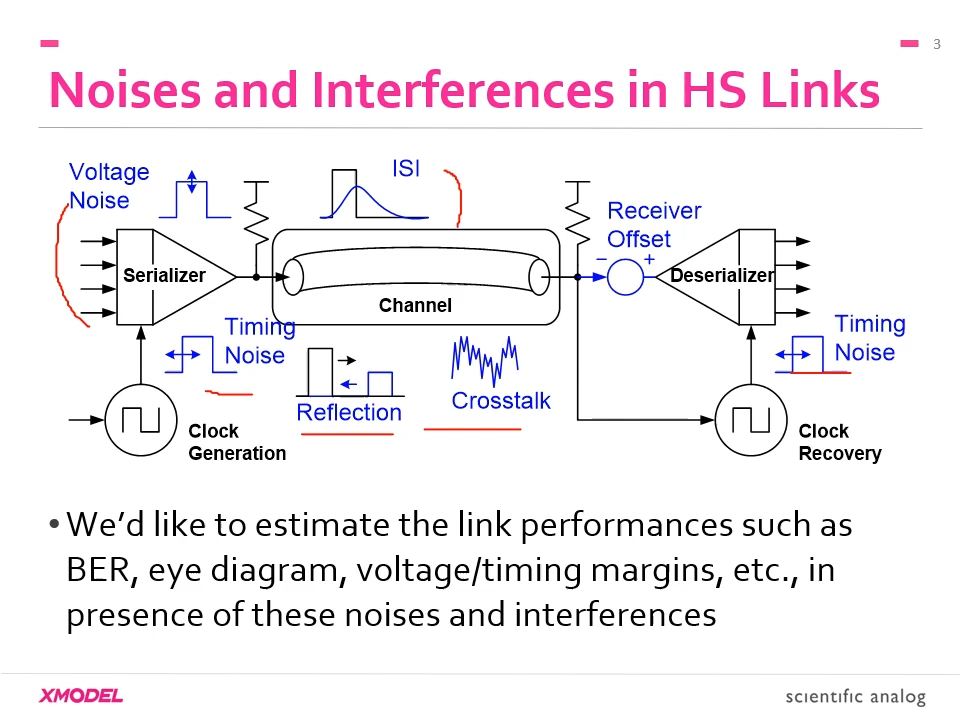 3
Noises and Interferences in HS Links
Voltage
Noise
ISI
Receiver
Offset
− +
Serializer
Deserializer
Channel
Timing
Noise
Timing
Noise
Reflection
Crosstalk
Clock
Generation
Clock
Recovery
• We’d like to estimate the link performances such as
BER, eye diagram, voltage/timing margins, etc., in
presence of these noises and interferences
XMODEL
scientific analog